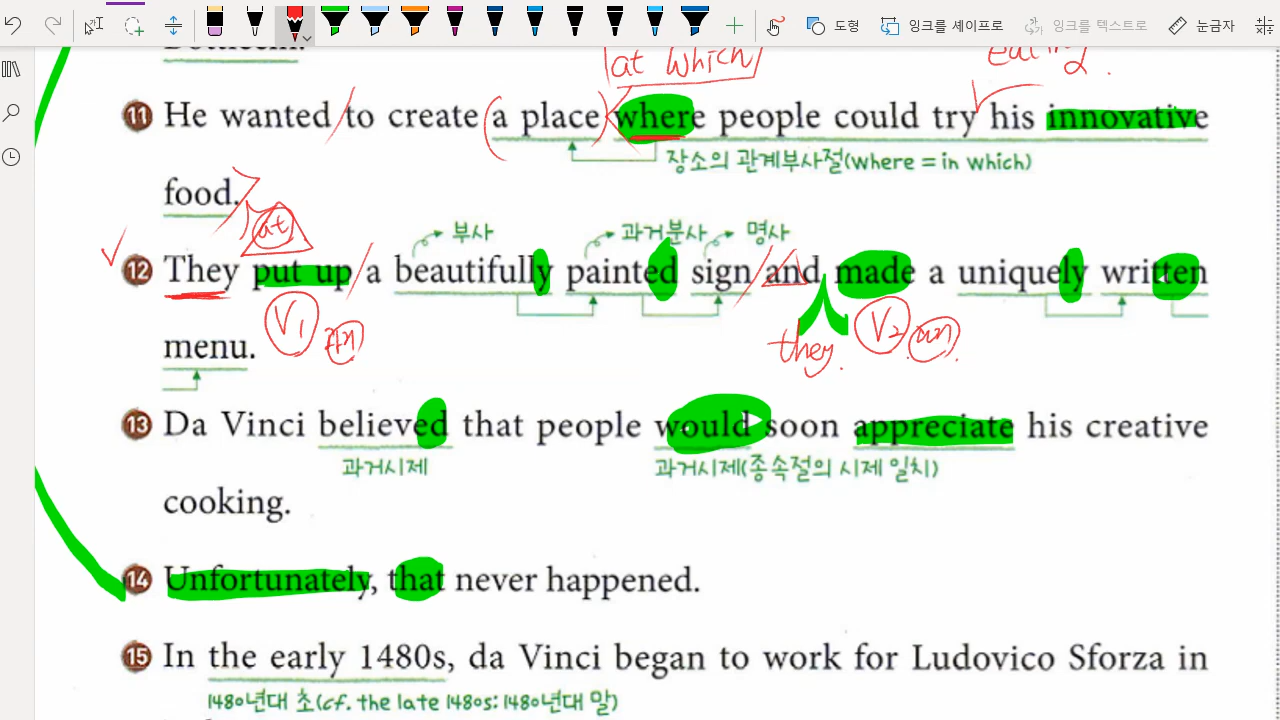 도형 잉크를 셰이프로 잉크를 텍스트로 눈금자
at which eating.
⑪ He wanted to create a place where people could try his innovative
장소의 관계부사절(where = in which)
food.
at
부사 과거분사 명사
⑫ They put up a beautifully painted sign and made a uniquely written
V1 they. V2
menu.
⑬ Da Vinci believed that people would soon appreciate his creative
과거시제 과거시제(종속절의 시제 일치)
cooking.
⑭ Unfortunately, that never happened.
⑮ In the early 1480s, da Vinci began to work for Ludovico Sforza in
1480년대 초(cf. the late 1480s: 1480년대 말)